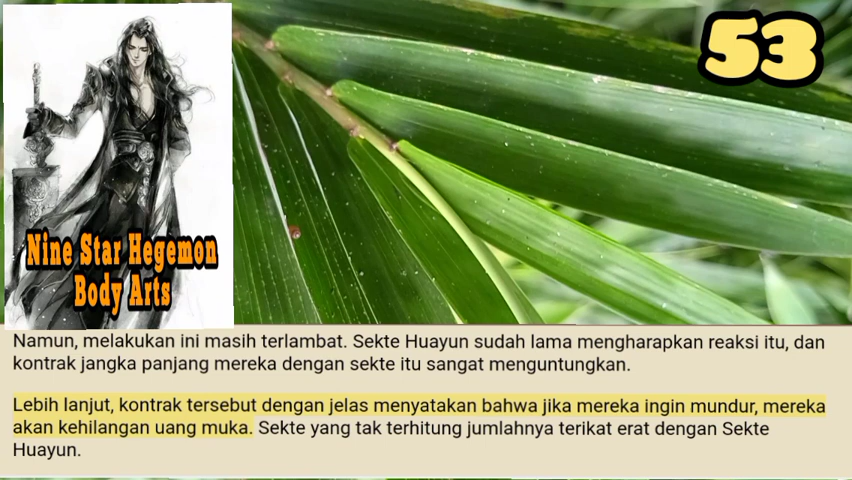 53
Nine Star Hegemon
Body Arts
Namun, melakukan ini masih terlambat. Sekte Huayun sudah lama mengharapkan reaksi itu, dan
kontrak jangka panjang mereka dengan sekte itu sangat menguntungkan.
Lebih lanjut, kontrak tersebut dengan jelas menyatakan bahwa jika mereka ingin mundur, mereka
akan kehilangan uang muka. Sekte yang tak terhitung jumlahnya terikat erat dengan Sekte
Huayun.